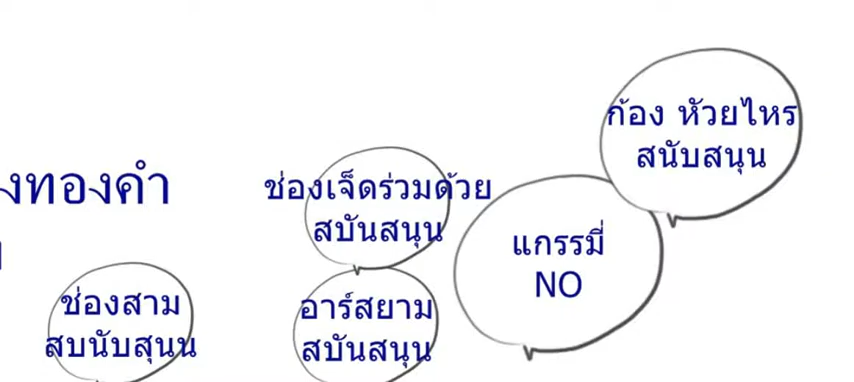 ก้อง หัวยไหร
สนับสนุน
งทองคำ
ช่องเจ็ดร่วมด้วย
สบันสนุน
แกรรมี่
NO
ช่องสาม
สบนับสุนน
อาร์สยาม
สบันสนุน